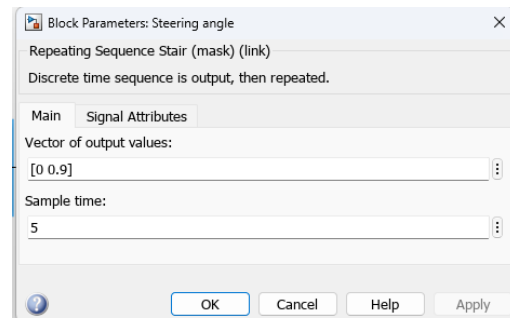 Block Parameters: Steering angle
Repeating Sequence Stair (mask) (link)
Discrete time sequence is output, then repeated.
Main Signal Attributes
Vector of output values:
[0 0.9]
Sample time:
5
OK Cancel Help Apply